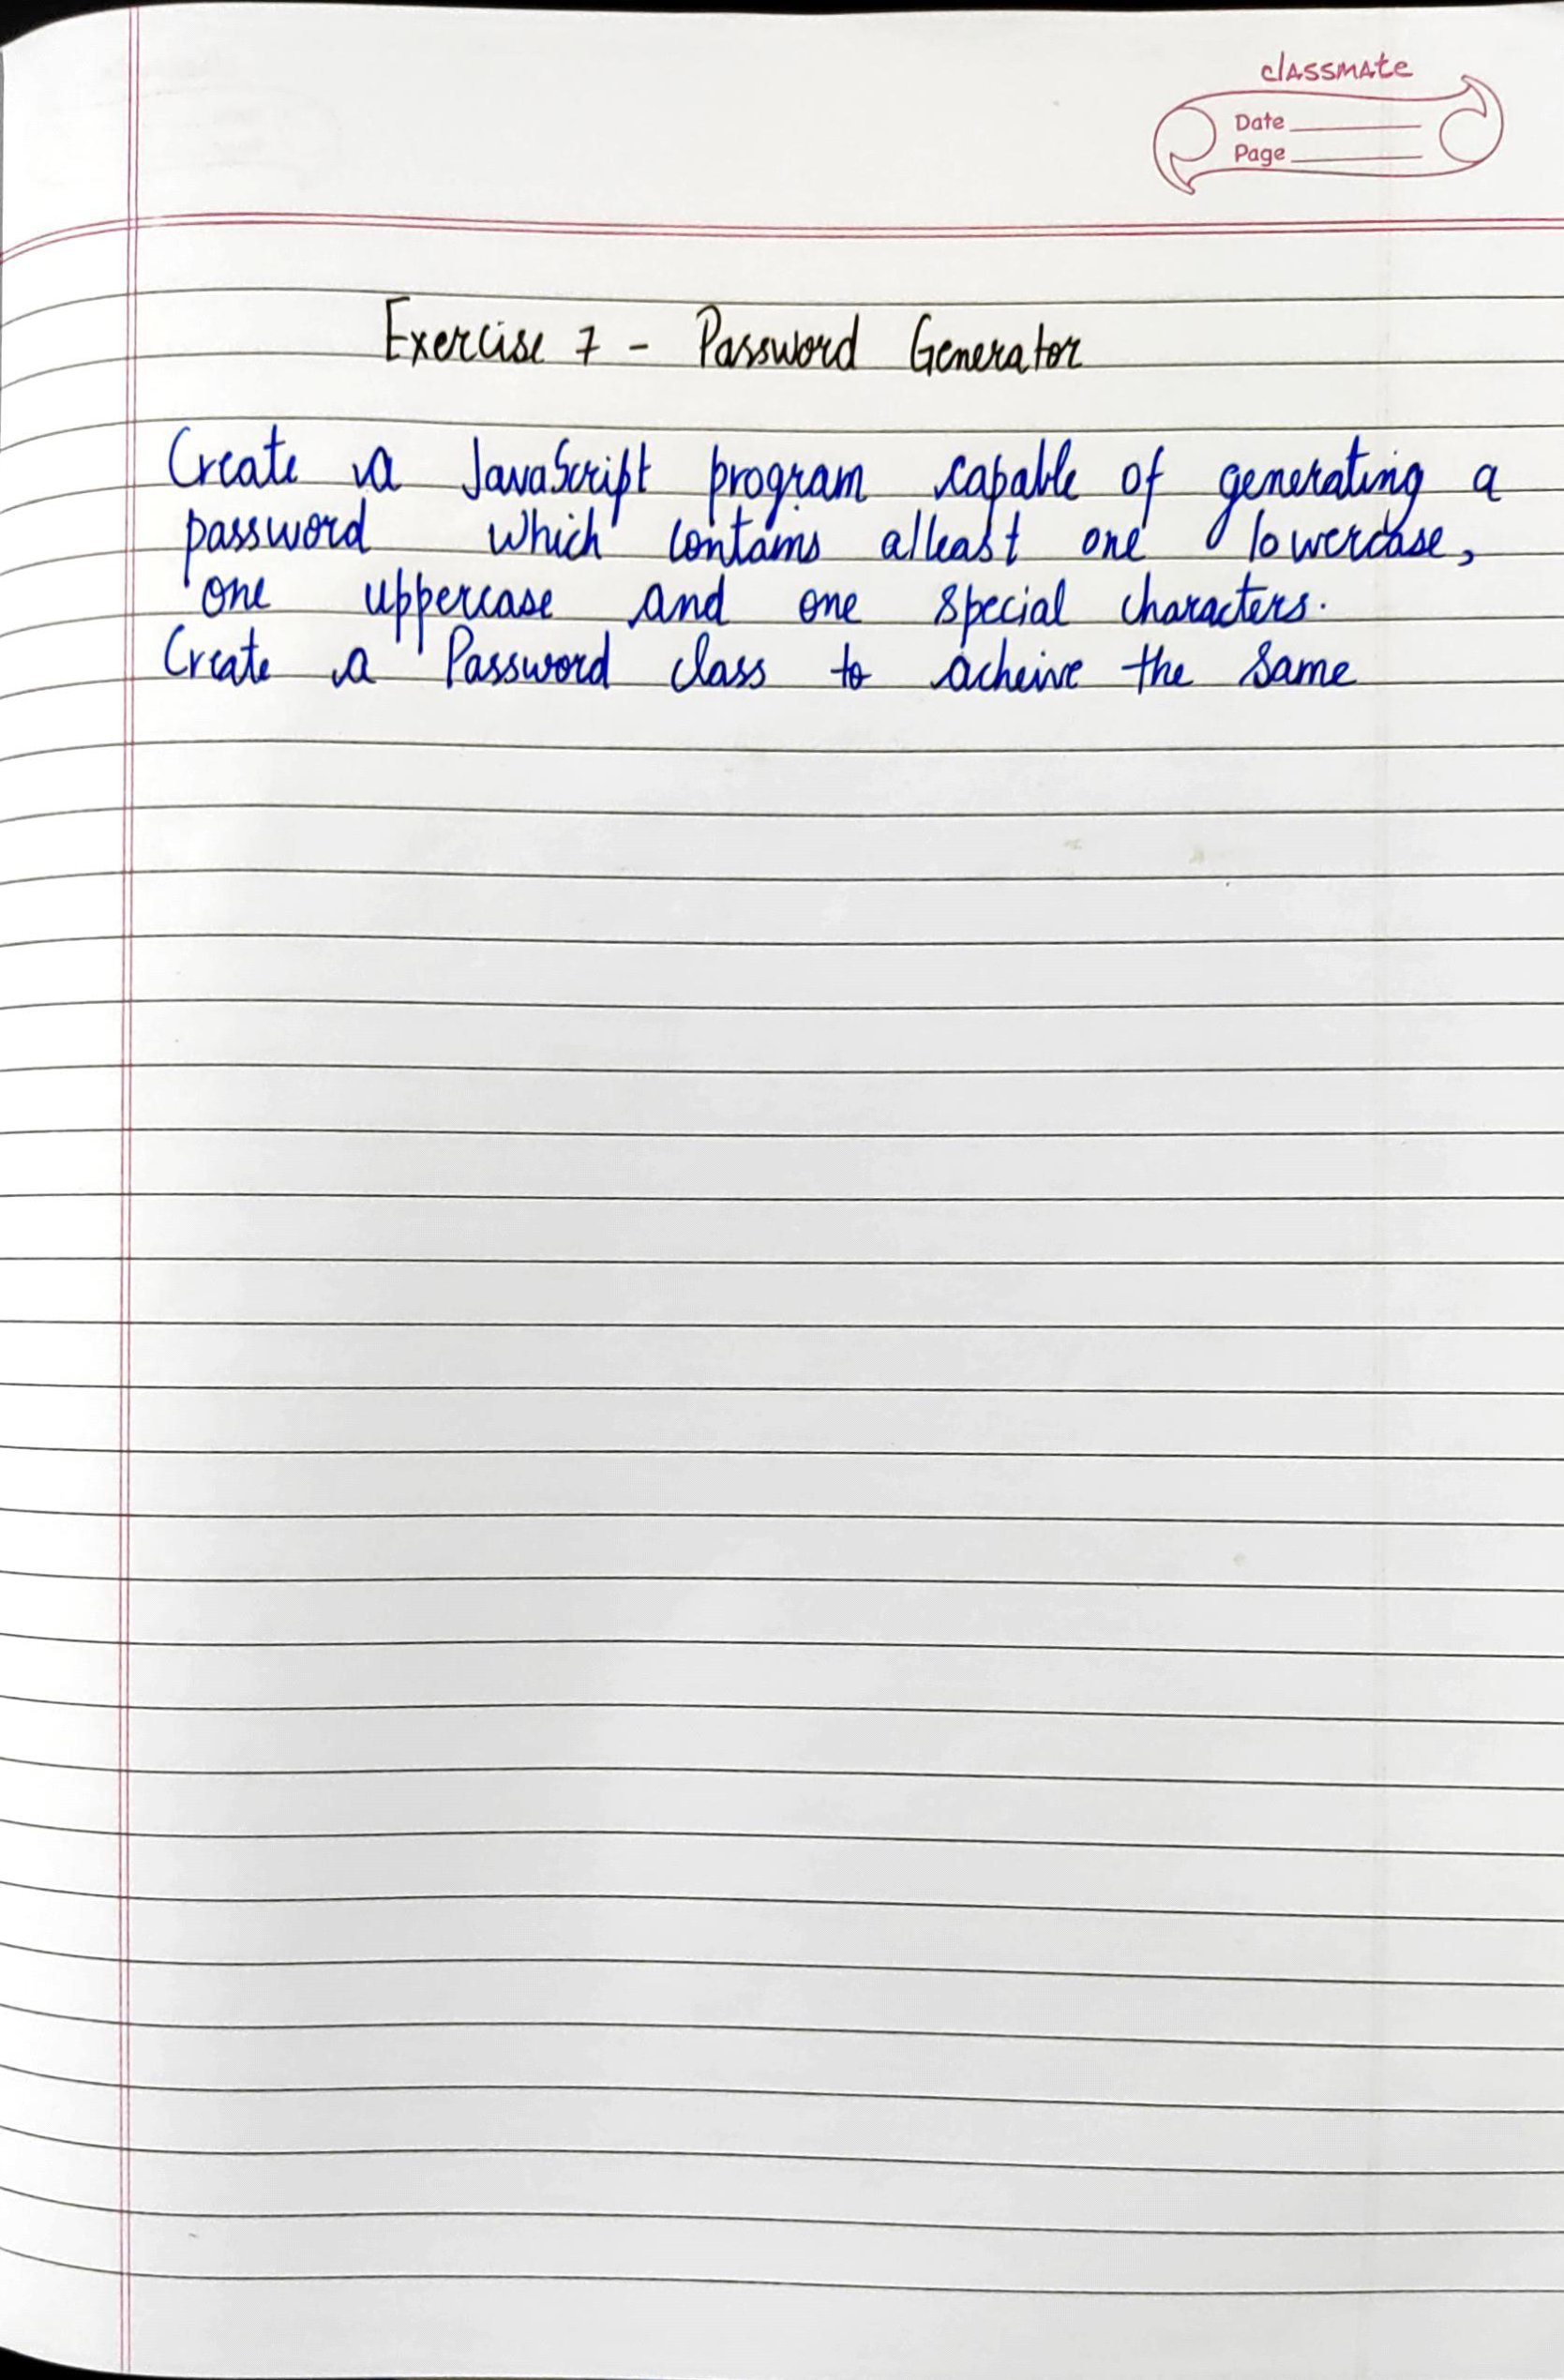 classmate
Date
Page
Exercise 7 - Password Generator
Create a JavaScript program capable of generating a
password which contains atleast one lowercase,
one uppercase and one special characters.
Create a Password class to acheive the same